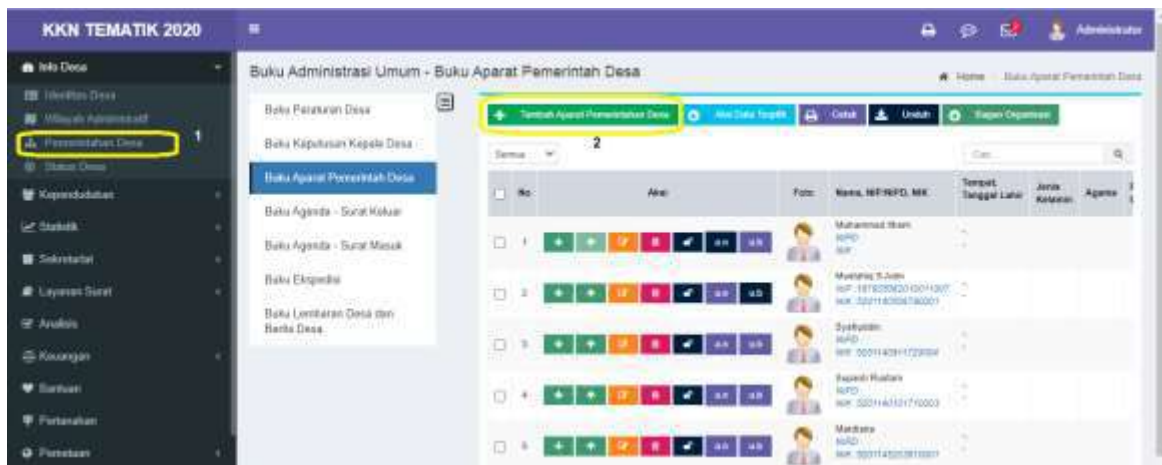 KKN TEMATIK 2020
Administrator
Info Desa
Buku Administrasi Umum - Buku Aparat Pemerintah Desa
Home Buku Aparat Pemerintah Desa
Identitas Desa
Wilayah Administratif
Pemerintahan Desa
1
Status Desa
Kependudukan
Statistik
Sekretariat
Layanan Surat
Analisis
Keuangan
Bantuan
Pertanahan
Pemetaan
Buku Peraturan Desa
Buku Keputusan Kepala Desa
Buku Aparat Pemerintah Desa
Buku Agenda - Surat Keluar
Buku Agenda - Surat Masuk
Buku Ekspedisi
Buku Lembaran Desa dan
Berita Desa
Tambah Aparat Pemerintahan Desa
Aksi Data Terpilih
Cetak
Unduh
Bagan Organisasi
2
Semua
Cari...
No Aksi Foto Nama, NIP/NIPD, NIK Tempat, Tanggal Lahir Jenis Kelamin Agama
1 a.n u.b Muhammad Ilham
NIPD
NIK
2 a.n u.b
3 a.n u.b Syafruddin
NIPD
4 a.n u.b
NIPD
5 a.n u.b Mardiana
NIPD